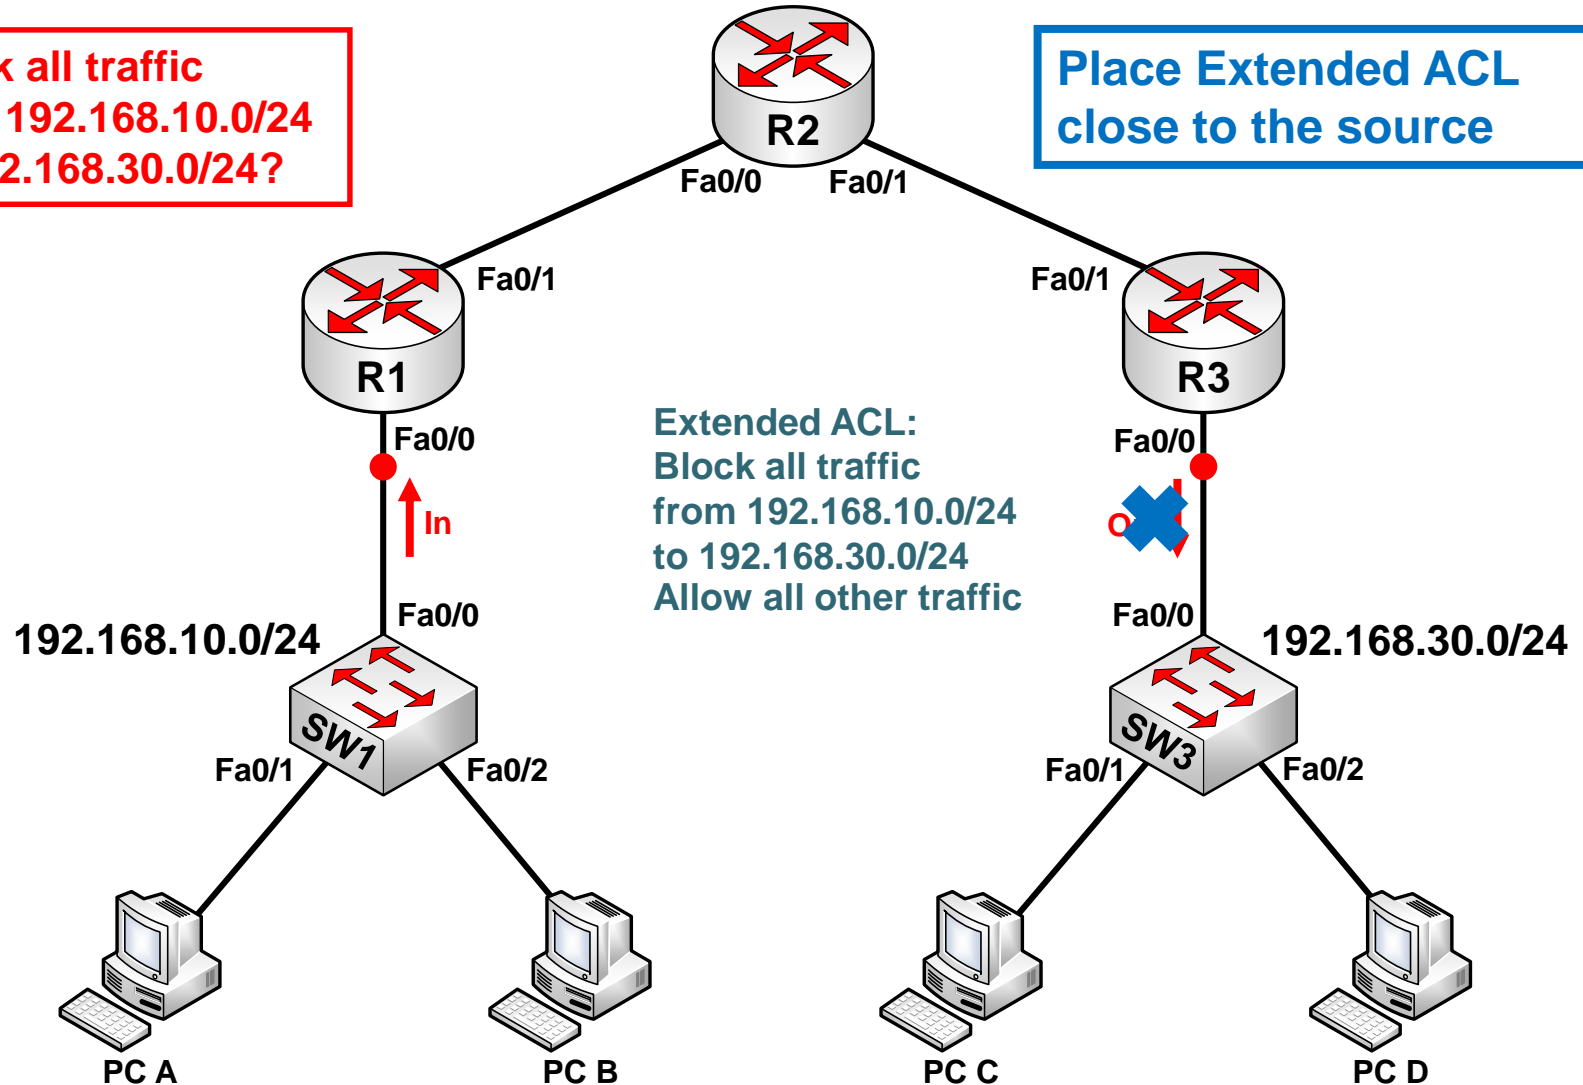 all traffic
192.168.10.0/24
2.168.30.0/24?
R2
Place Extended ACL
close to the source
Fa0/0
Fa0/1
Fa0/1
Fa0/1
R1
R3
Fa0/0
Fa0/0
Extended ACL:
Block all traffic
from 192.168.10.0/24
to 192.168.30.0/24
Allow all other traffic
In
Fa0/0
Fa0/0
192.168.10.0/24
192.168.30.0/24
SW1
SW3
Fa0/1
Fa0/2
Fa0/1
Fa0/2
PC A
PC B
PC C
PC D